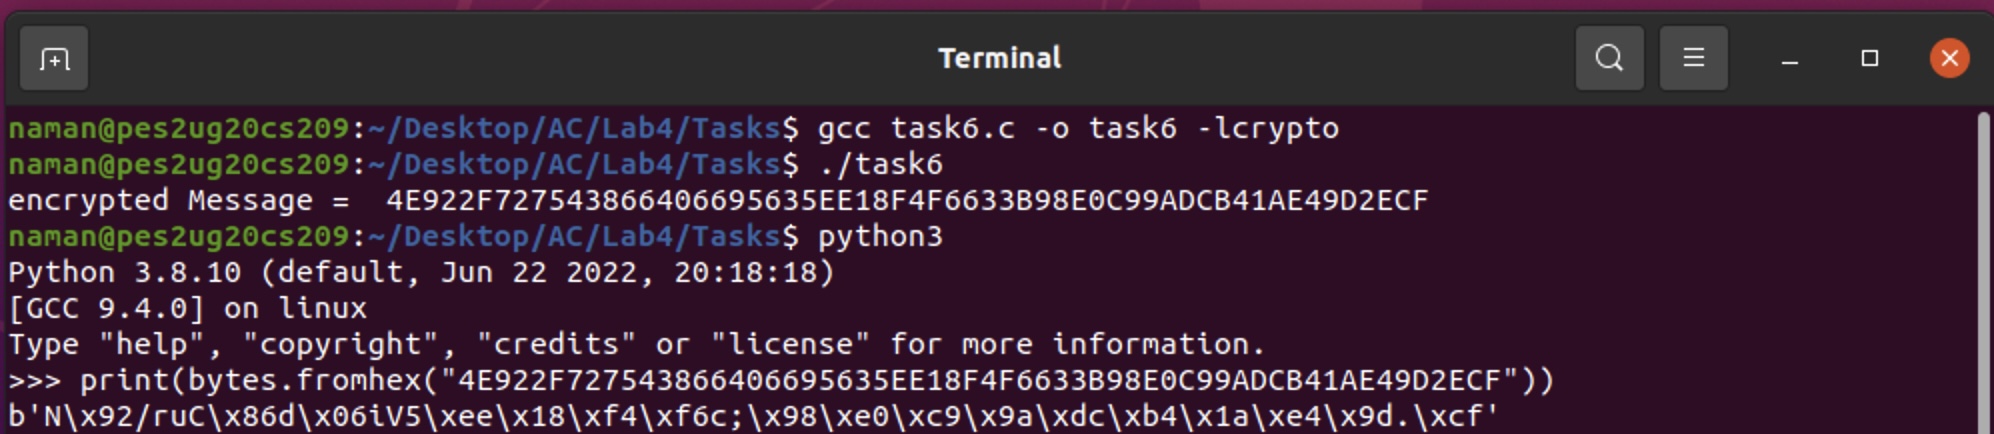 Terminal
naman@pes2ug20cs209:~/Desktop/AC/Lab4/Tasks$ gcc task6.c -o task6 -lcrypto
naman@pes2ug20cs209:~/Desktop/AC/Lab4/Tasks$ ./task6
encrypted Message =  4E922F727543866406695635EE18F4F6633B98E0C99ADCB41AE49D2ECF
naman@pes2ug20cs209:~/Desktop/AC/Lab4/Tasks$ python3
Python 3.8.10 (default, Jun 22 2022, 20:18:18)
[GCC 9.4.0] on linux
Type "help", "copyright", "credits" or "license" for more information.
>>> print(bytes.fromhex("4E922F727543866406695635EE18F4F6633B98E0C99ADCB41AE49D2ECF"))
b'N\x92/ruC\x86d\x06iV5\xee\x18\xf4\xf6c;\x98\xe0\xc9\x9a\xdc\xb4\x1a\xe4\x9d.\xcf'